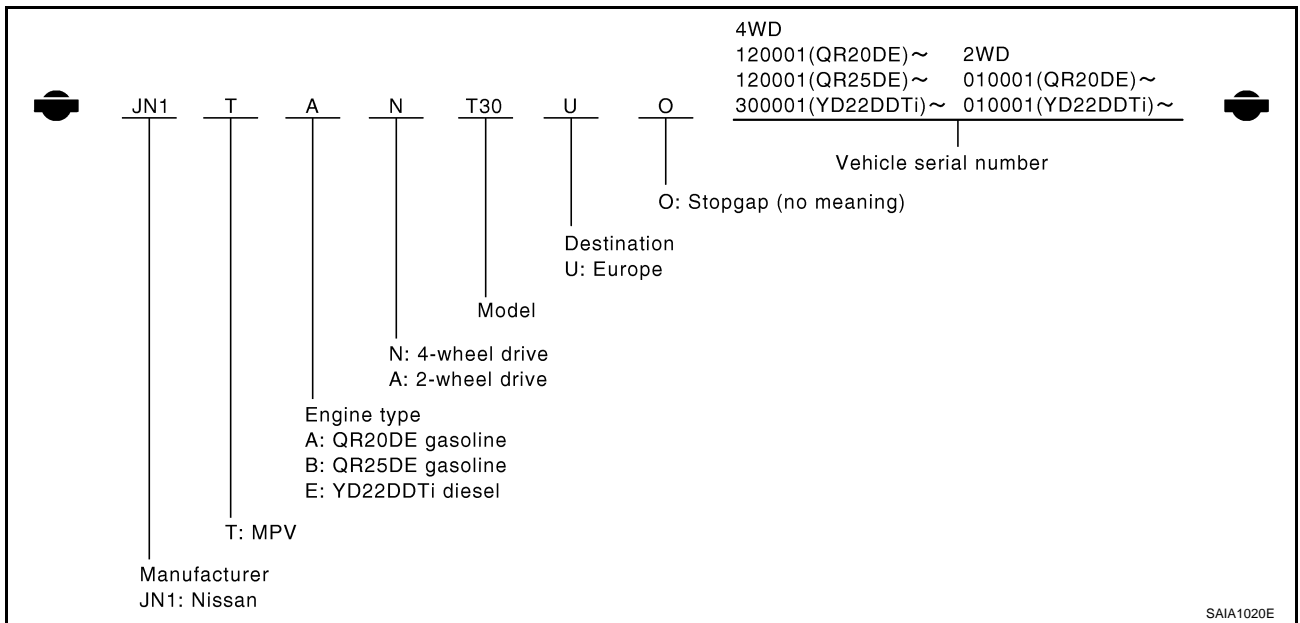 4WD
120001(QR20DE)~ 2WD
120001(QR25DE)~ 010001(QR20DE)~
JN1 T A N T30 U O 300001(YD22DDTi)~ 010001(YD22DDTi)~
Vehicle serial number
O: Stopgap (no meaning)
Destination
U: Europe
Model
N: 4-wheel drive
A: 2-wheel drive
Engine type
A: QR20DE gasoline
B: QR25DE gasoline
E: YD22DDTi diesel
T: MPV
Manufacturer
JN1: Nissan
SAIA1020E